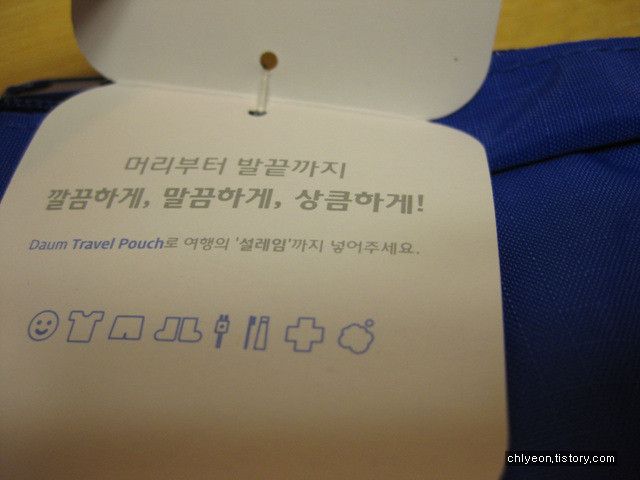 머리부터 발끝까지
깔끔하게, 말끔하게, 상큼하게!
Daum Travel Pouch로 여행의 '설레임'까지 넣어주세요.
chlyeon.tistory.com